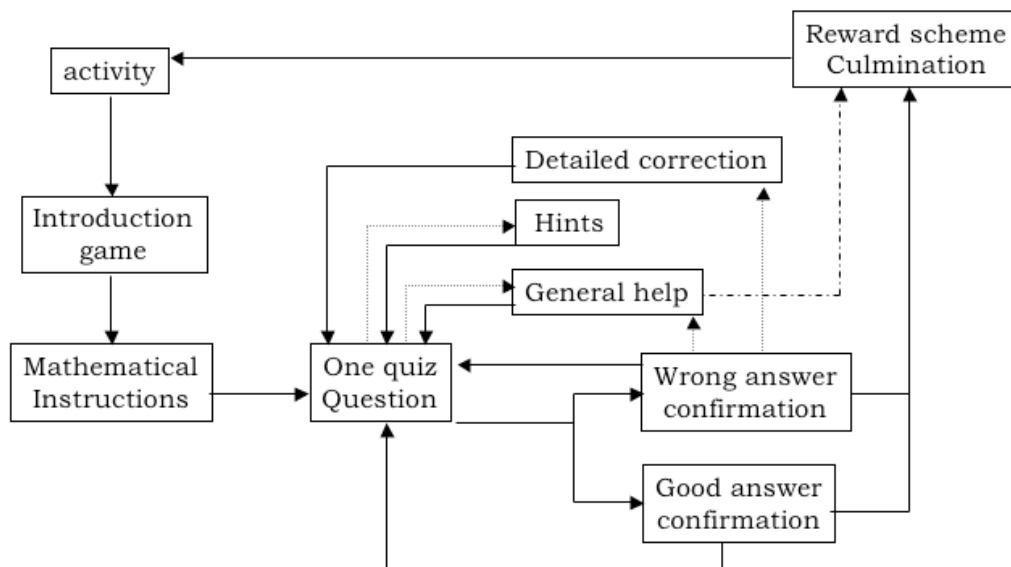 Reward scheme
Culmination
activity
Detailed correction
Introduction
game
Hints
General help
Mathematical
Instructions
One quiz
Question
Wrong answer
confirmation
Good answer
confirmation